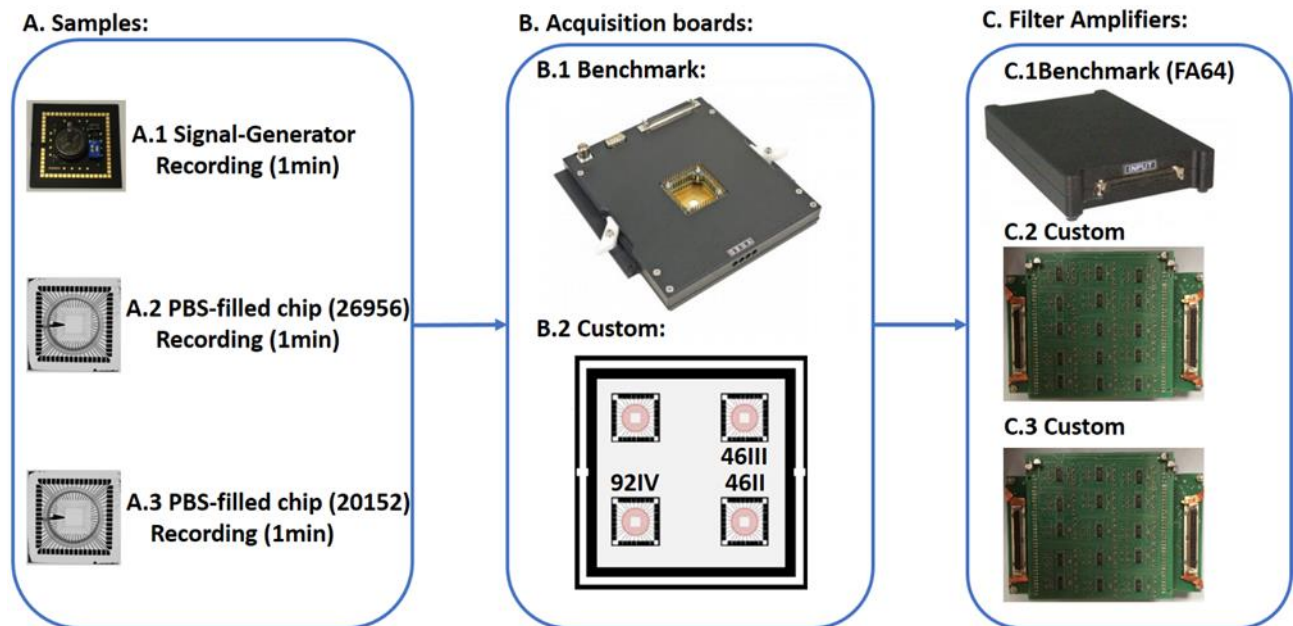 A. Samples:
A.1 Signal-Generator
Recording (1min)
A.2 PBS-filled chip (26956)
Recording (1min)
A.3 PBS-filled chip (20152)
Recording (1min)
B. Acquisition boards:
B.1 Benchmark:
B.2 Custom:
46III
92IV
46II
C. Filter Amplifiers:
C.1Benchmark (FA64)
INPUT
C.2 Custom
C.3 Custom